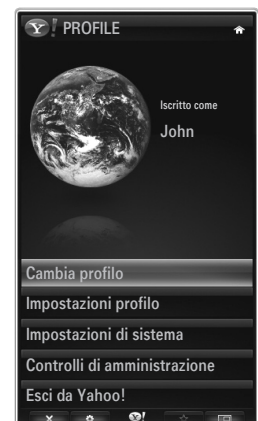 Y! PROFILE
Iscritto come
John
Cambia profilo
Impostazioni profilo
Impostazioni di sistema
Controlli di amministrazione
Esci da Yahoo!
Y!